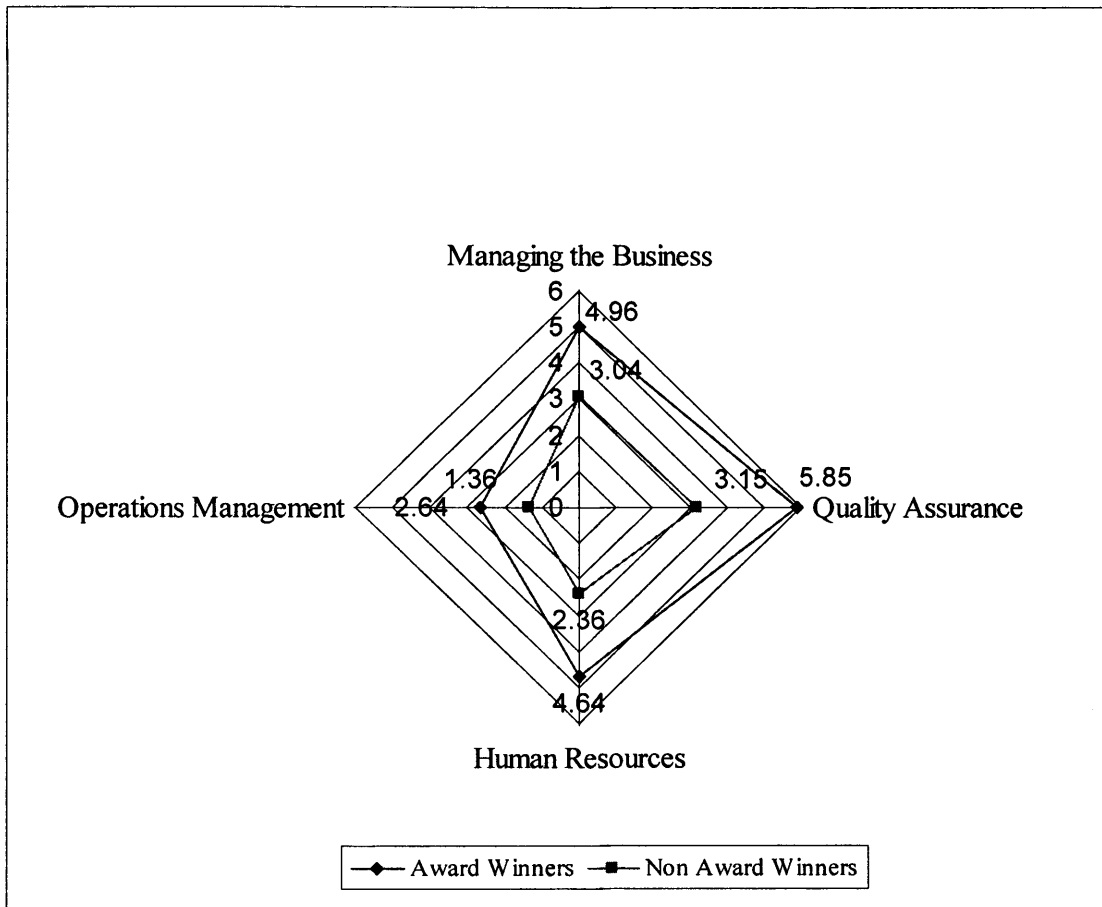 Managing the Business
6
4.96
5
4
3.04
3
2
1
1.36
3.15
5.85
Operations Management
2.64
0
Quality Assurance
2.36
4.64
Human Resources
Award Winners
Non Award Winners